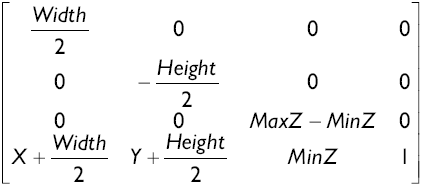 Width/2 0 0 0
0 -Height/2 0 0
0 0 MaxZ - MinZ 0
X + Width/2 Y + Height/2 MinZ 1